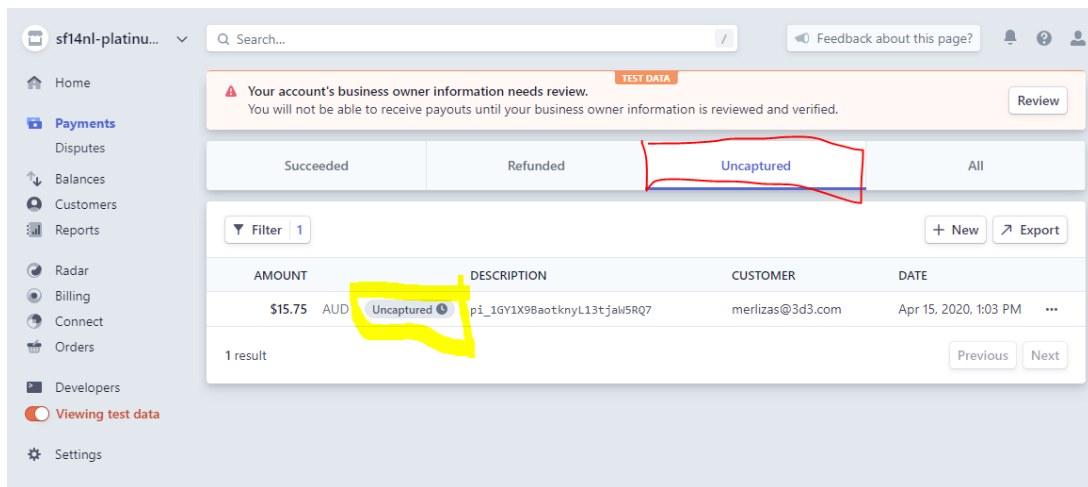 sf14nl-platinu...
Search...
/
Feedback about this page?
Home
Payments
Disputes
Balances
Customers
Reports
Radar
Billing
Connect
Orders
Developers
Viewing test data
Settings
TEST DATA
Your account's business owner information needs review.
You will not be able to receive payouts until your business owner information is reviewed and verified.
Review
Succeeded Refunded Uncaptured All
Filter 1
+ New Export
AMOUNT DESCRIPTION CUSTOMER DATE
$15.75 AUD Uncaptured pi_1GY1X9BaotknyL13tjaW5RQ7 merlizas@3d3.com Apr 15, 2020, 1:03 PM ...
1 result
Previous Next